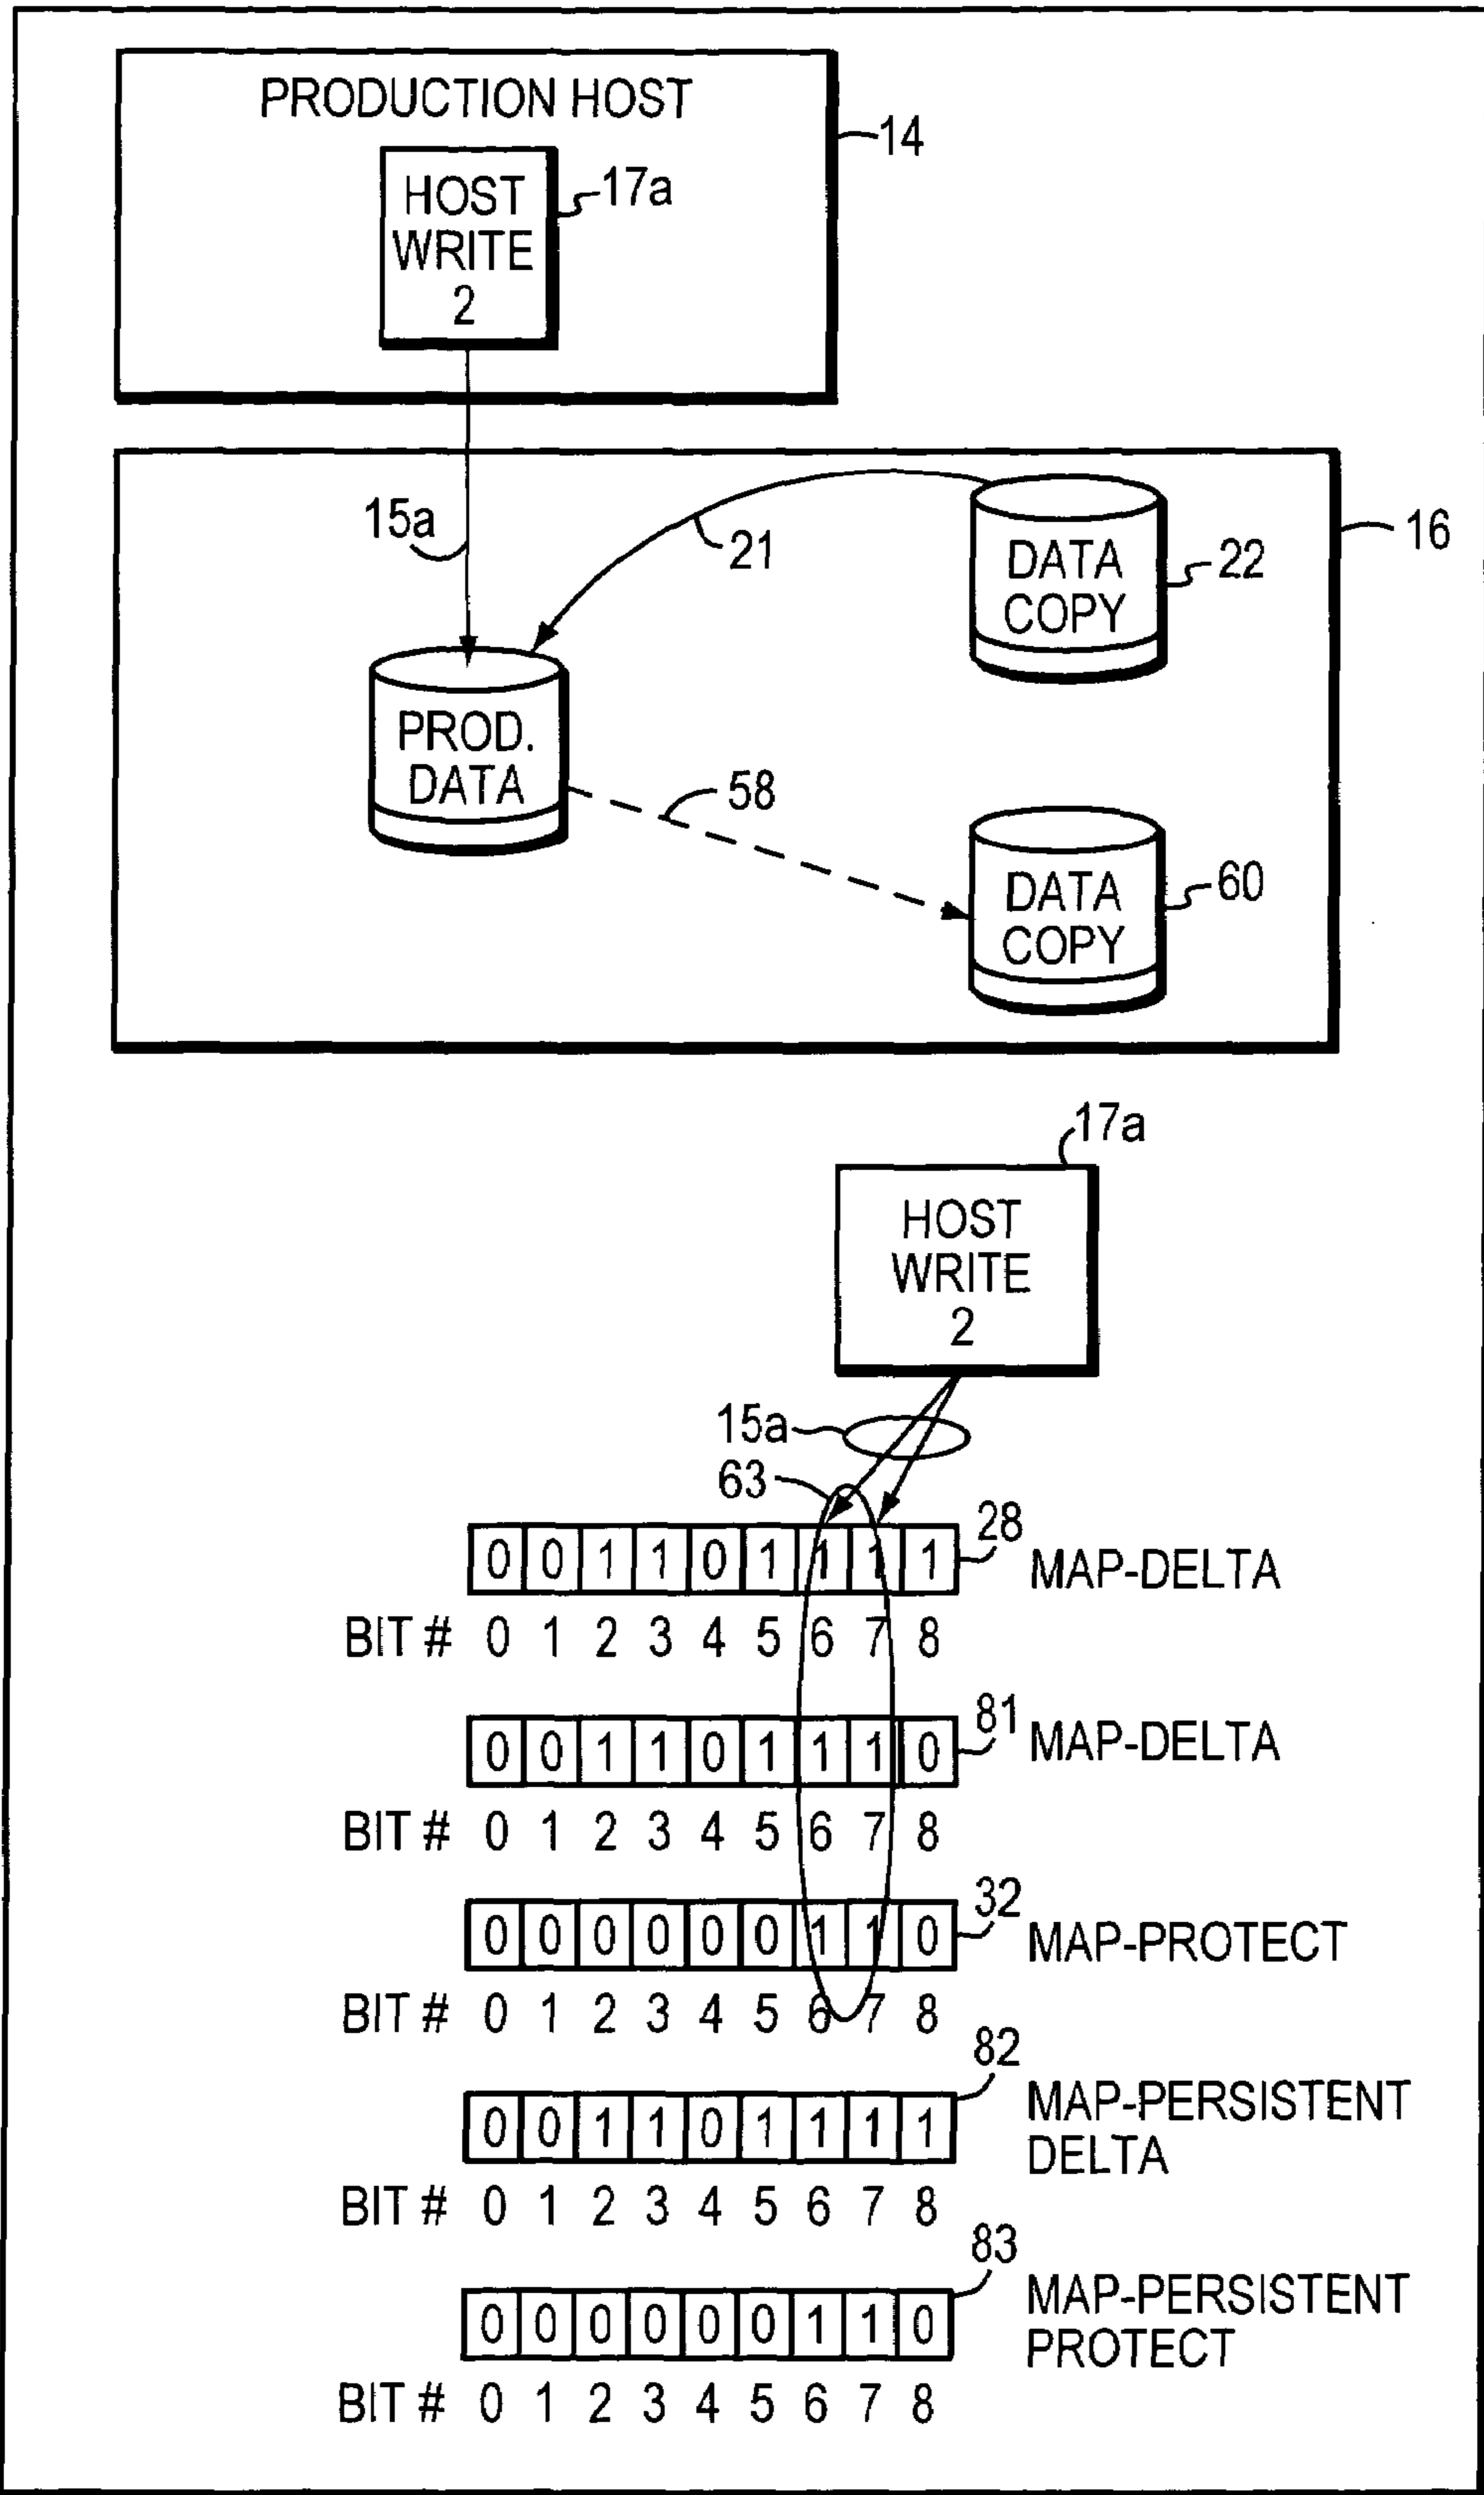 PRODUCTION HOST
14
HOST
WRITE
2
17a
15a
21
DATA
COPY
22
16
PROD.
DATA
58
DATA
COPY
60
17a
HOST
WRITE
2
15a
63
28
0 0 1 1 0 1 1 1 1 MAP-DELTA
BIT # 0 1 2 3 4 5 6 7 8
81
0 0 1 1 0 1 1 1 0 MAP-DELTA
BIT # 0 1 2 3 4 5 6 7 8
32
0 0 0 0 0 0 1 1 0 MAP-PROTECT
BIT # 0 1 2 3 4 5 6 7 8
82
0 0 1 1 0 1 1 1 1 MAP-PERSISTENT
DELTA
BIT # 0 1 2 3 4 5 6 7 8
83
0 0 0 0 0 0 1 1 0 MAP-PERSISTENT
PROTECT
BIT # 0 1 2 3 4 5 6 7 8